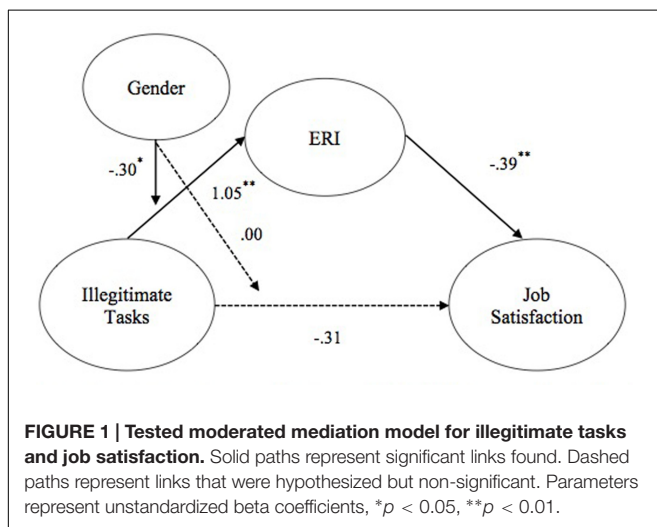 Gender
ERI
-.30*
-.39**
1.05**
.00
Illegitimate
Tasks
Job
Satisfaction
-.31
FIGURE 1 | Tested moderated mediation model for illegitimate tasks
and job satisfaction. Solid paths represent significant links found. Dashed
paths represent links that were hypothesized but non-significant. Parameters
represent unstandardized beta coefficients, *p < 0.05, **p < 0.01.